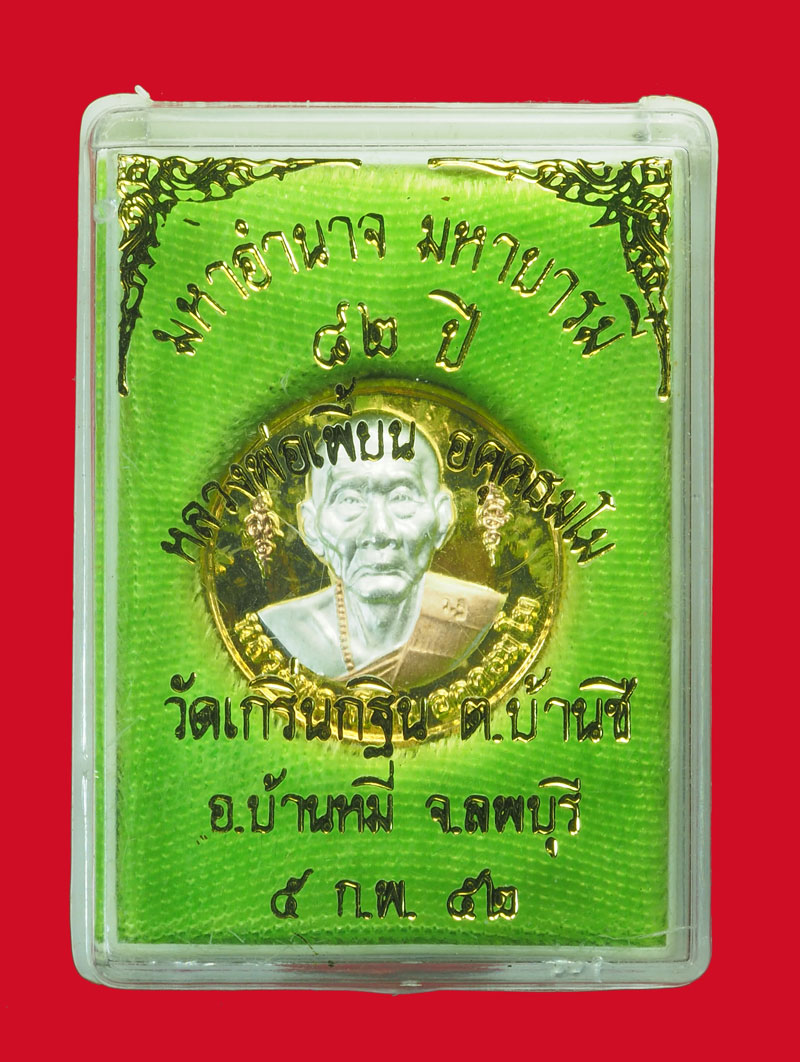 มหาอำนาจ มหาบารมี
๘๒ ปี
หลวงพ่อเพี้ยน อคฺคธมฺโม
วัดเกริ่นกฐิน ต.บ้านชี
อ.บ้านหมี่ จ.ลพบุรี
๕ ก.พ. ๕๒